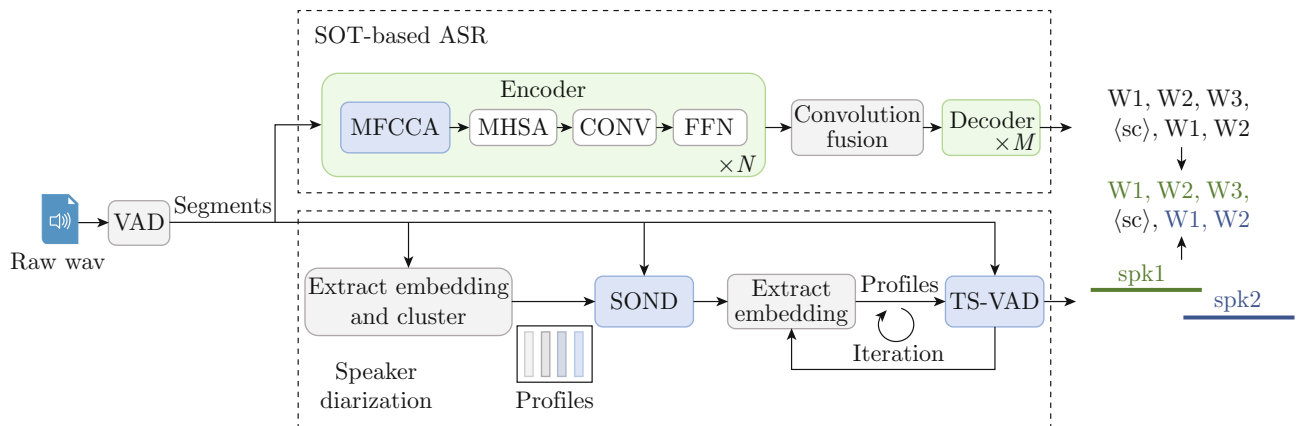 SOT-based ASR
Encoder
MFCCA
MHSA
CONV
FFN
×N
Convolution
fusion
Decoder
×M
W1, W2, W3,
⟨sc⟩, W1, W2
W1, W2, W3,
⟨sc⟩, W1, W2
spk1
spk2
Raw wav
VAD
Segments
Extract embedding
and cluster
SOND
Extract
embedding
Profiles
Iteration
TS-VAD
Speaker
diarization
Profiles